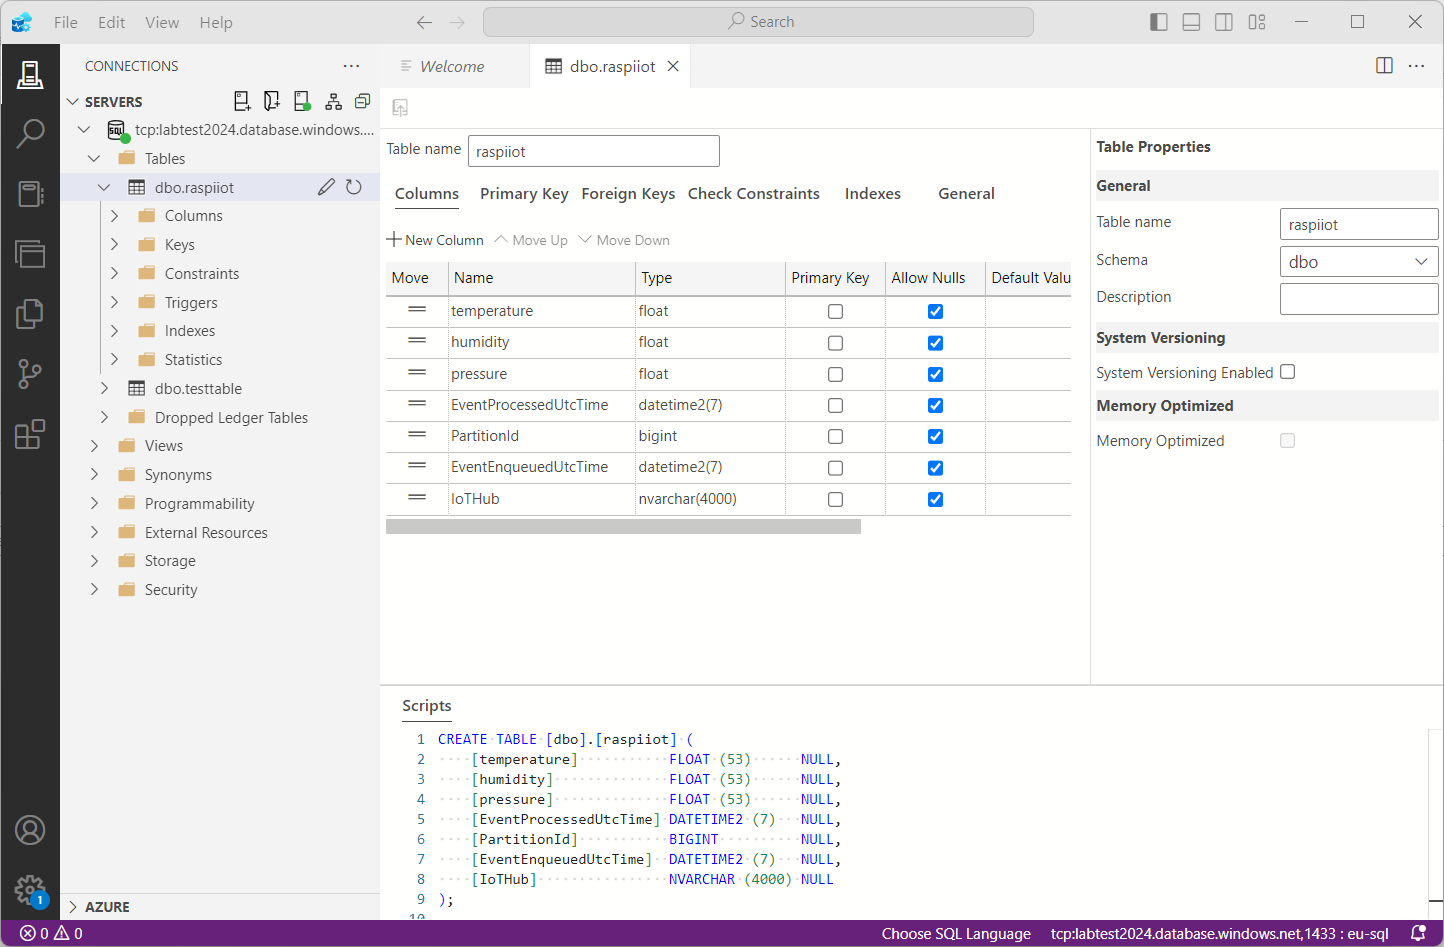 File Edit View Help
Search
CONNECTIONS
Welcome
dbo.raspiiot
SERVERS
tcp:labtest2024.database.windows....
Tables
dbo.raspiiot
Columns
Keys
Constraints
Triggers
Indexes
Statistics
dbo.testtable
Dropped Ledger Tables
Views
Synonyms
Programmability
External Resources
Storage
Security
AZURE
Table name raspiiot
Columns Primary Key Foreign Keys Check Constraints Indexes General
New Column Move Up Move Down
Move Name Type Primary Key Allow Nulls Default Valu
temperature float
humidity float
pressure float
EventProcessedUtcTime datetime2(7)
PartitionId bigint
EventEnqueuedUtcTime datetime2(7)
IoTHub nvarchar(4000)
Table Properties
General
Table name raspiiot
Schema dbo
Description
System Versioning
System Versioning Enabled
Memory Optimized
Memory Optimized
Scripts
1 CREATE TABLE [dbo].[raspiiot] (
2 [temperature] FLOAT (53) NULL,
3 [humidity] FLOAT (53) NULL,
4 [pressure] FLOAT (53) NULL,
5 [EventProcessedUtcTime] DATETIME2 (7) NULL,
6 [PartitionId] BIGINT NULL,
7 [EventEnqueuedUtcTime] DATETIME2 (7) NULL,
8 [IoTHub] NVARCHAR (4000) NULL
9 );
10
1
0 0
Choose SQL Language
tcp:labtest2024.database.windows.net,1433 : eu-sql